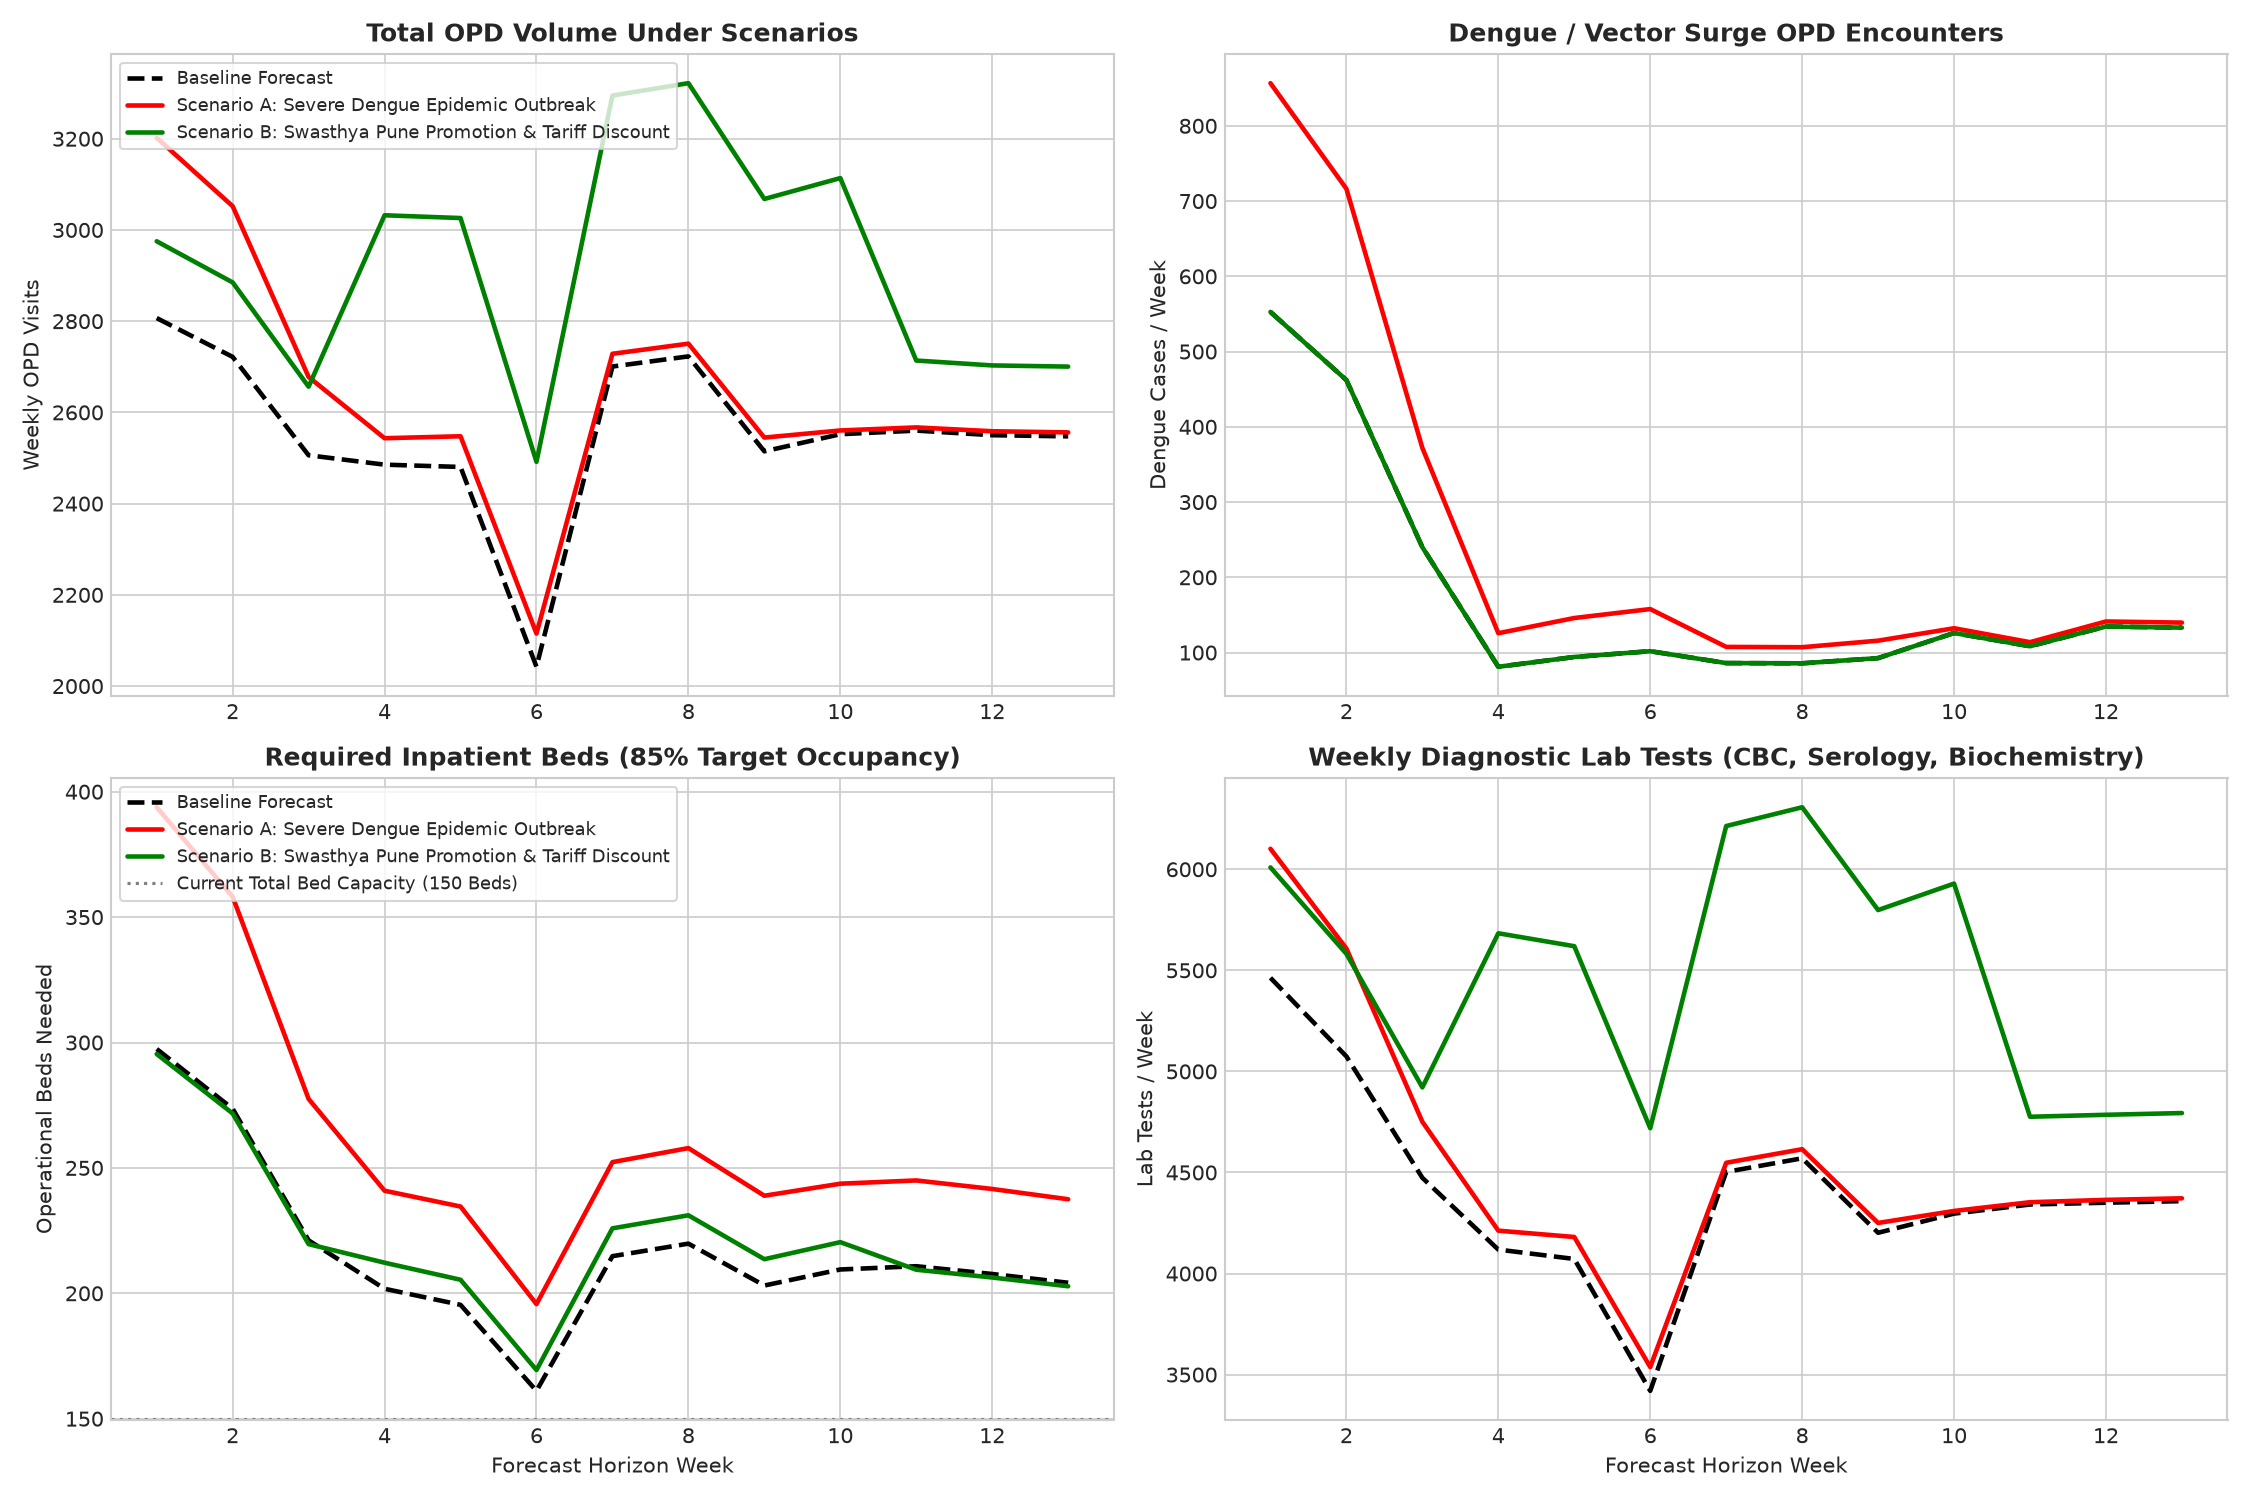 Total OPD Volume Under Scenarios
Baseline Forecast
Scenario A: Severe Dengue Epidemic Outbreak
Scenario B: Swasthya Pune Promotion & Tariff Discount
Weekly OPD Visits
3200
3000
2800
2600
2400
2200
2000
2 4 6 8 10 12
Dengue / Vector Surge OPD Encounters
Dengue Cases / Week
800
700
600
500
400
300
200
100
2 4 6 8 10 12
Required Inpatient Beds (85% Target Occupancy)
Baseline Forecast
Scenario A: Severe Dengue Epidemic Outbreak
Scenario B: Swasthya Pune Promotion & Tariff Discount
Current Total Bed Capacity (150 Beds)
Operational Beds Needed
400
350
300
250
200
150
2 4 6 8 10 12
Forecast Horizon Week
Weekly Diagnostic Lab Tests (CBC, Serology, Biochemistry)
Lab Tests / Week
6000
5500
5000
4500
4000
3500
2 4 6 8 10 12
Forecast Horizon Week